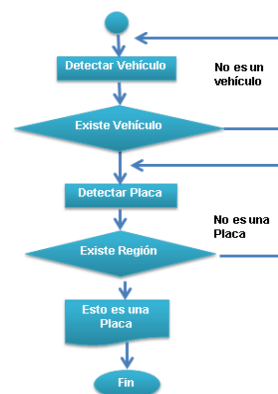 Detectar Vehículo
No es un
vehículo
Existe Vehículo
Detectar Placa
No es una
Placa
Existe Región
Esto es una
Placa
Fin